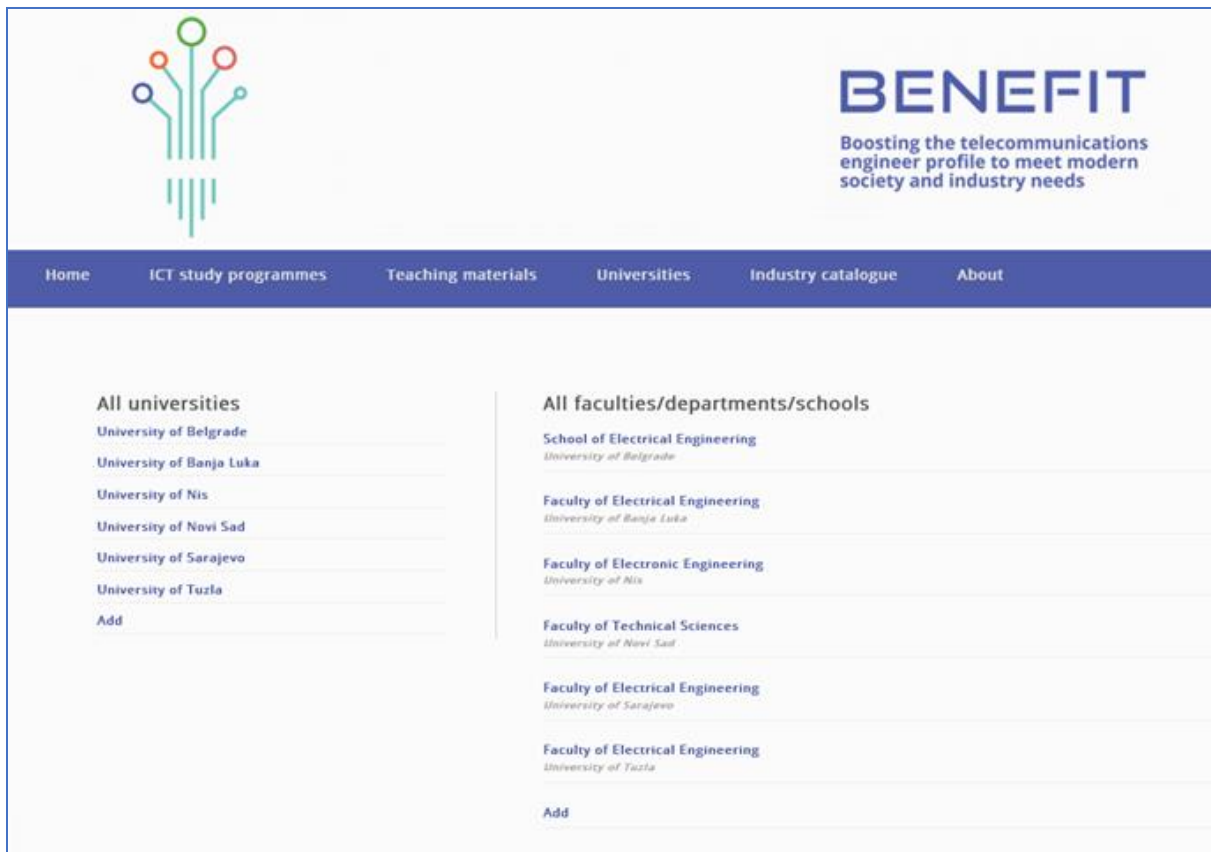 BENEFIT
Boosting the telecommunications
engineer profile to meet modern
society and industry needs
Home ICT study programmes Teaching materials Universities Industry catalogue About
All universities
University of Belgrade
University of Banja Luka
University of Nis
University of Novi Sad
University of Sarajevo
University of Tuzla
Add
All faculties/departments/schools
School of Electrical Engineering
University of Belgrade
Faculty of Electrical Engineering
University of Banja Luka
Faculty of Electronic Engineering
University of Nis
Faculty of Technical Sciences
University of Novi Sad
Faculty of Electrical Engineering
University of Sarajevo
Faculty of Electrical Engineering
University of Tuzla
Add